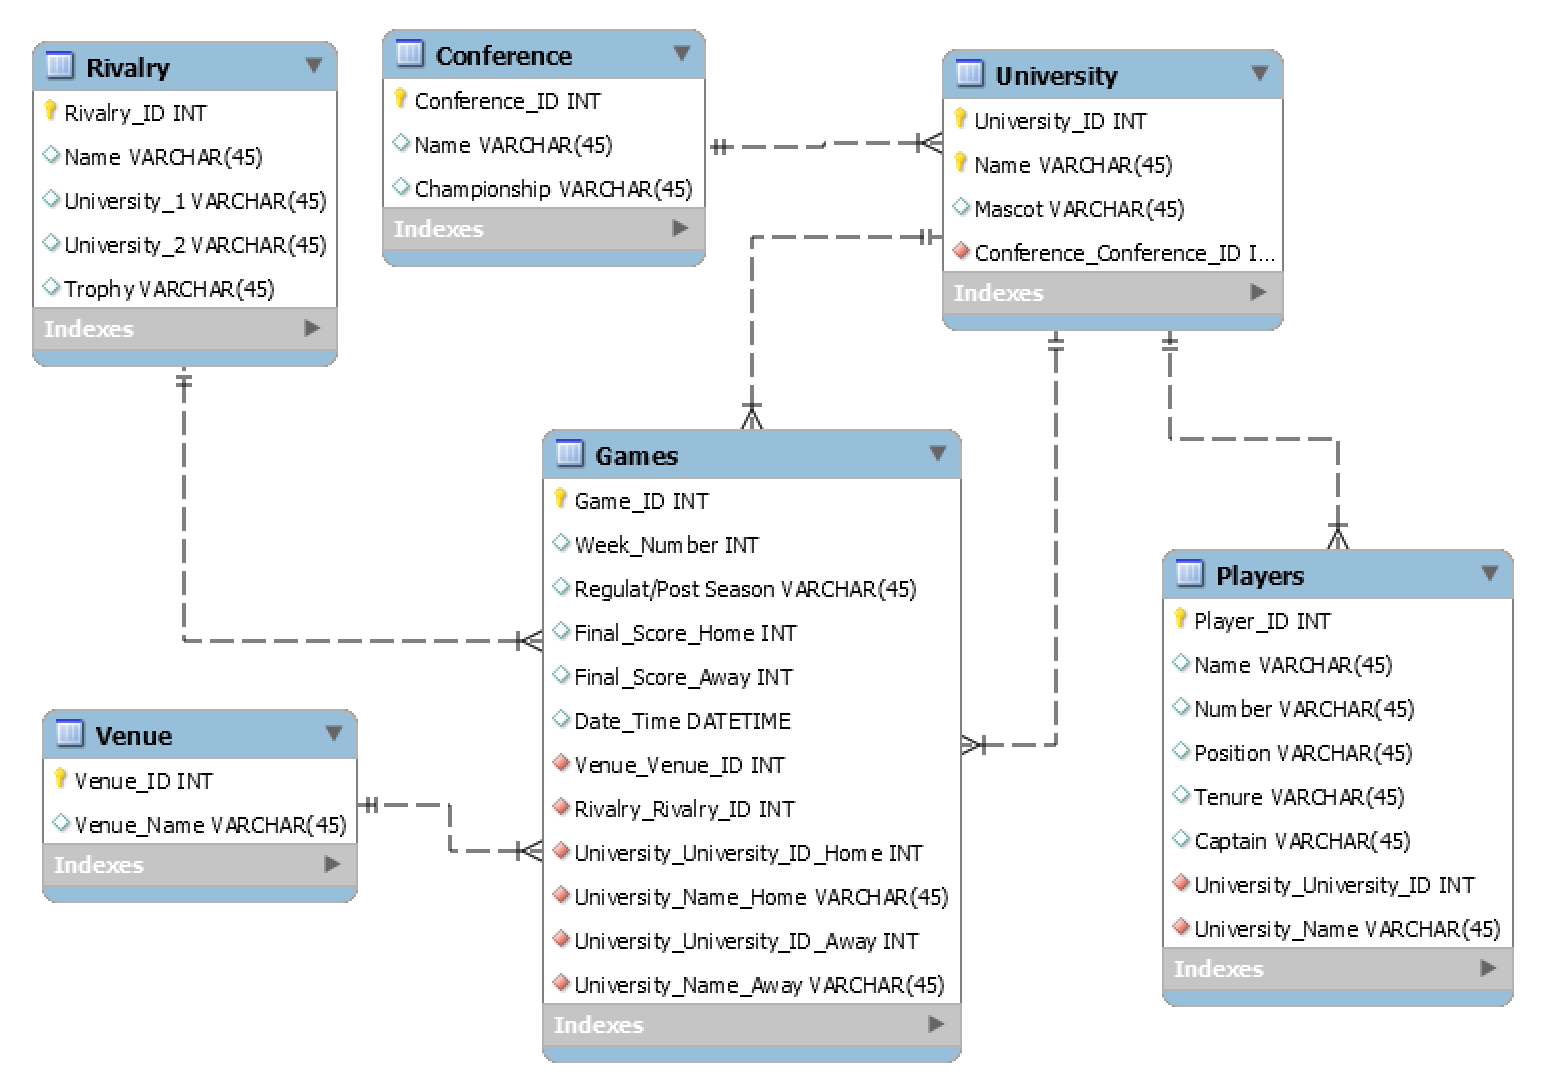 Rivalry
Rivalry_ID INT
Name VARCHAR(45)
University_1 VARCHAR(45)
University_2 VARCHAR(45)
Trophy VARCHAR(45)
Indexes
Conference
Conference_ID INT
Name VARCHAR(45)
Championship VARCHAR(45)
Indexes
University
University_ID INT
Name VARCHAR(45)
Mascot VARCHAR(45)
Conference_Conference_ID I...
Indexes
Games
Game_ID INT
Week_Number INT
Regulat/Post Season VARCHAR(45)
Final_Score_Home INT
Final_Score_Away INT
Date_Time DATETIME
Venue_Venue_ID INT
Rivalry_Rivalry_ID INT
University_University_ID_Home INT
University_Name_Home VARCHAR(45)
University_University_ID_Away INT
University_Name_Away VARCHAR(45)
Indexes
Venue
Venue_ID INT
Venue_Name VARCHAR(45)
Indexes
Players
Player_ID INT
Name VARCHAR(45)
Number VARCHAR(45)
Position VARCHAR(45)
Tenure VARCHAR(45)
Captain VARCHAR(45)
University_University_ID INT
University_Name VARCHAR(45)
Indexes